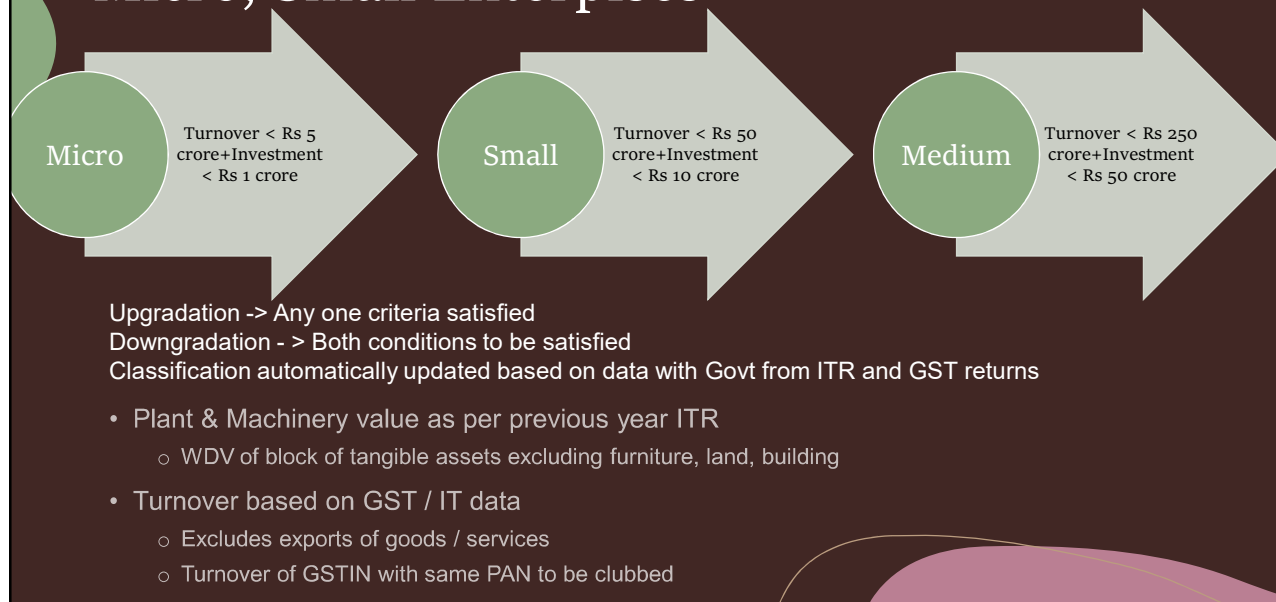 Micro, Small Enterprises
Micro
Turnover < Rs 5
crore+Investment
< Rs 1 crore
Small
Turnover < Rs 50
crore+Investment
< Rs 10 crore
Medium
Turnover < Rs 250
crore+Investment
< Rs 50 crore
Upgradation -> Any one criteria satisfied
Downgradation - > Both conditions to be satisfied
Classification automatically updated based on data with Govt from ITR and GST returns
• Plant & Machinery value as per previous year ITR
○ WDV of block of tangible assets excluding furniture, land, building
• Turnover based on GST / IT data
○ Excludes exports of goods / services
○ Turnover of GSTIN with same PAN to be clubbed